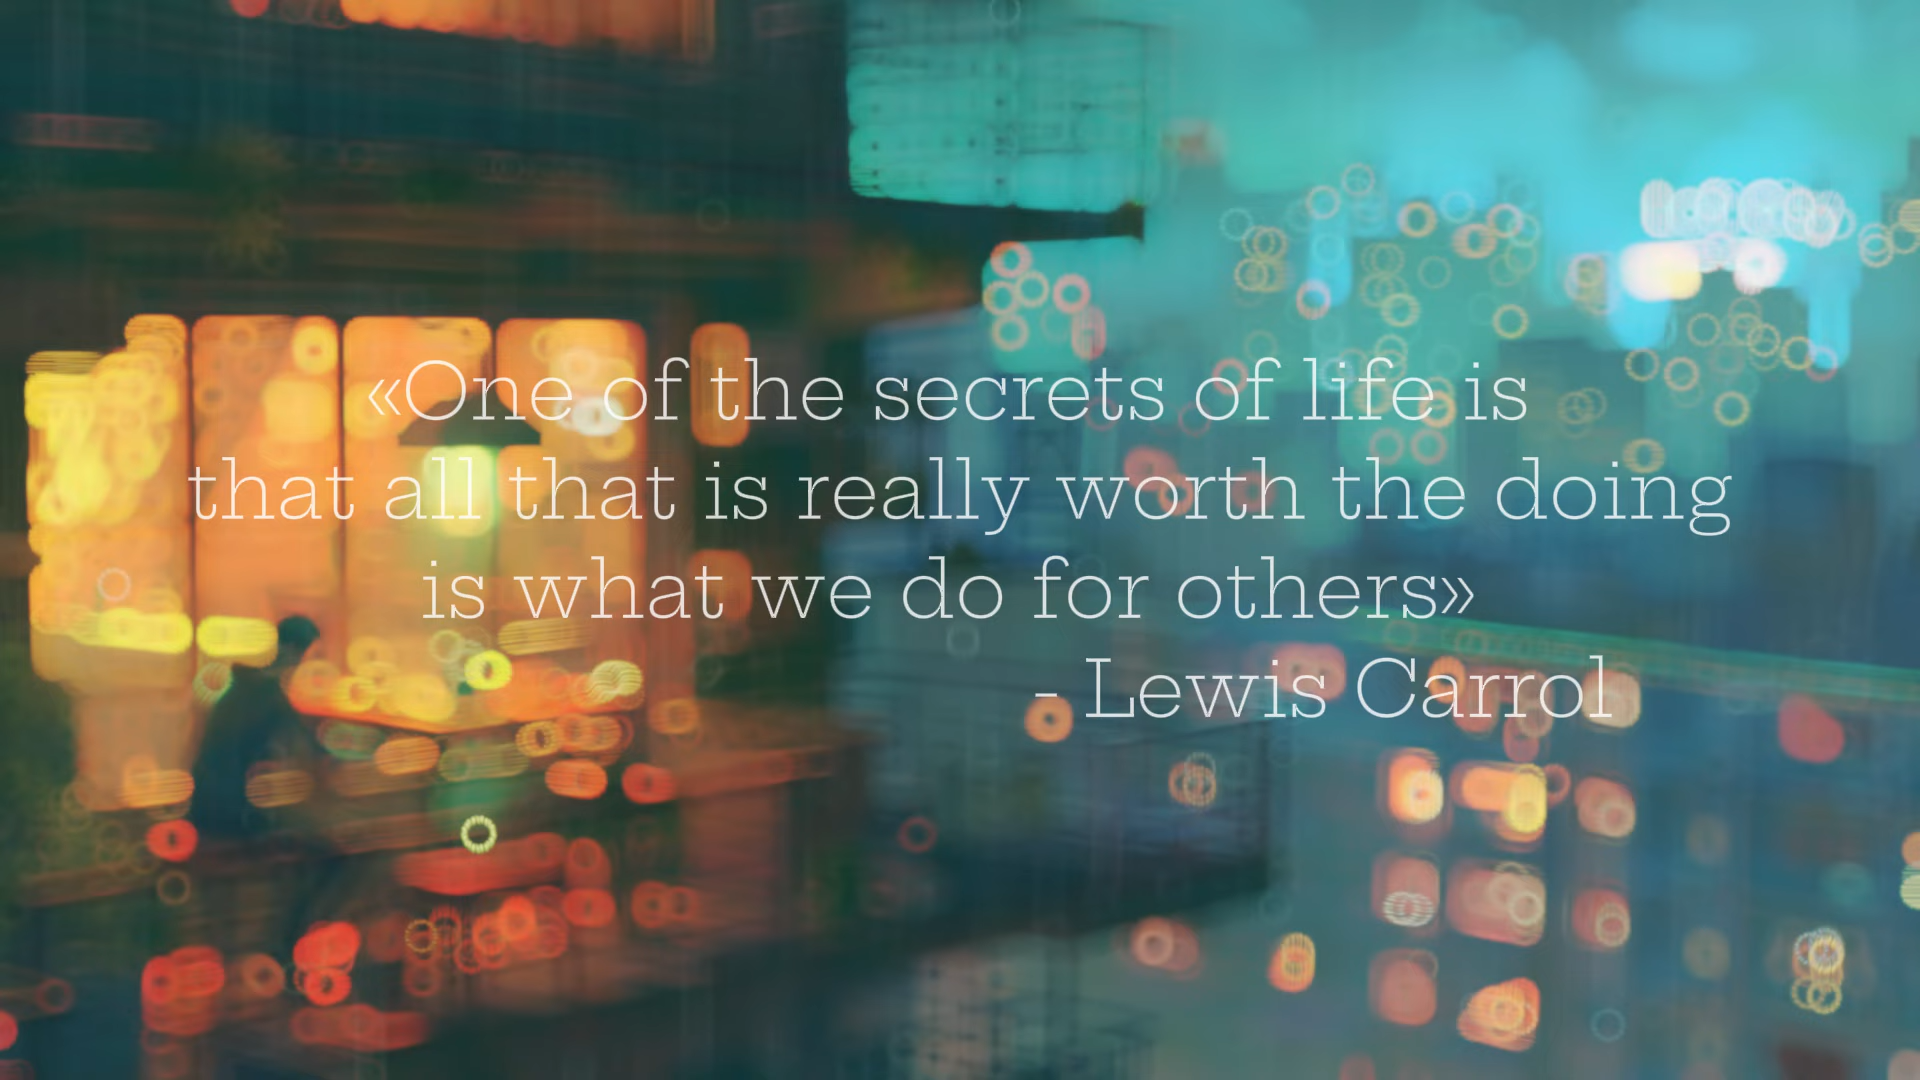 «One of the secrets of life is
that all that is really worth the doing
is what we do for others»
- Lewis Carrol